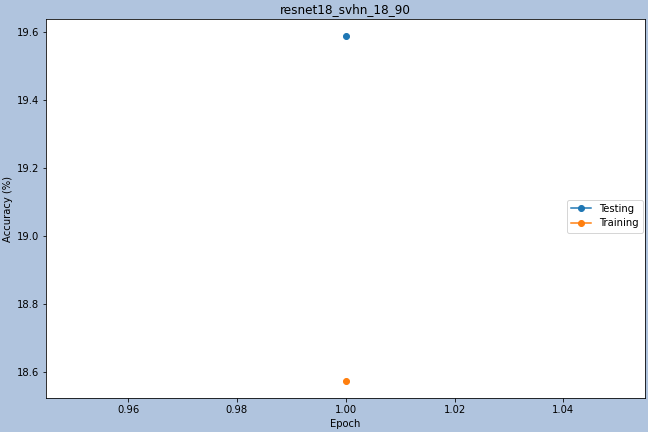 resnet18_svhn_18_90
19.6
19.4
19.2
19.0
18.8
18.6
Accuracy (%)
Testing
Training
0.96
0.98
1.00
1.02
1.04
Epoch